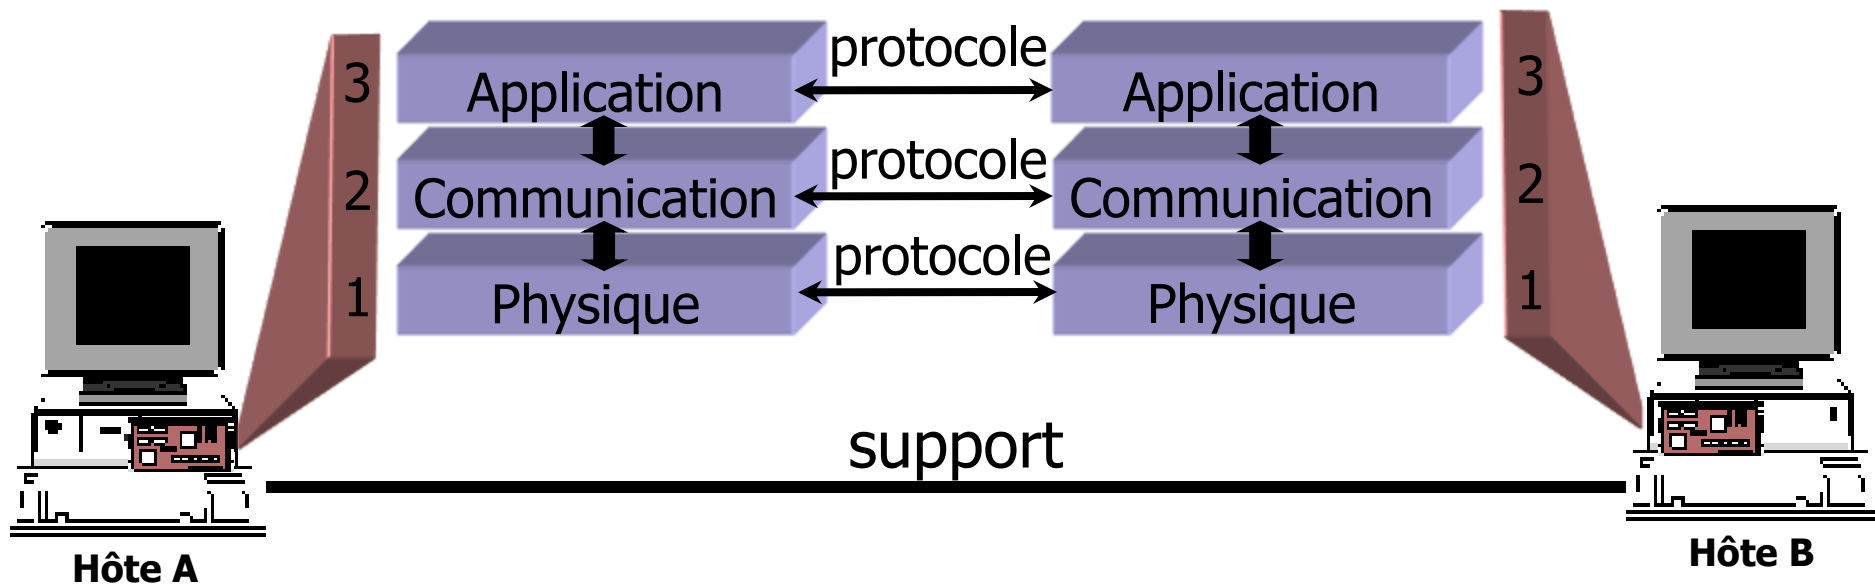 protocole
3 Application Application 3
protocole
2 Communication Communication 2
protocole
1 Physique Physique 1
support
Hôte A
Hôte B